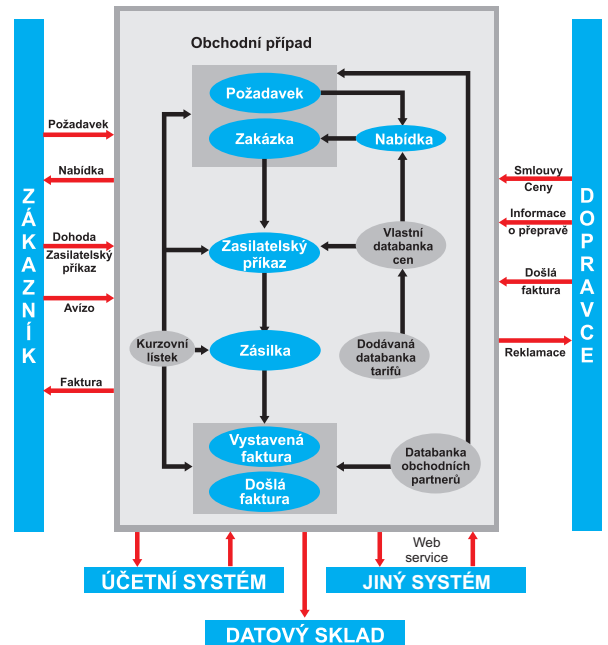 Obchodní případ
Požadavek
Zakázka
Nabídka
Zasilatelský
příkaz
Vlastní
databanka
cen
Kurzovní
lístek
Zásilka
Dodávaná
databanka
tarifů
Vystavená
faktura
Došlá
faktura
Databanka
obchodních
partnerů
ZÁKAZNÍK
Požadavek
Nabídka
Dohoda
Zasilatelský
příkaz
Avízo
Faktura
DOPRAVCE
Smlouvy
Ceny
Informace
o přepravě
Došlá
faktura
Reklamace
Web
service
ÚČETNÍ SYSTÉM
JINÝ SYSTÉM
DATOVÝ SKLAD